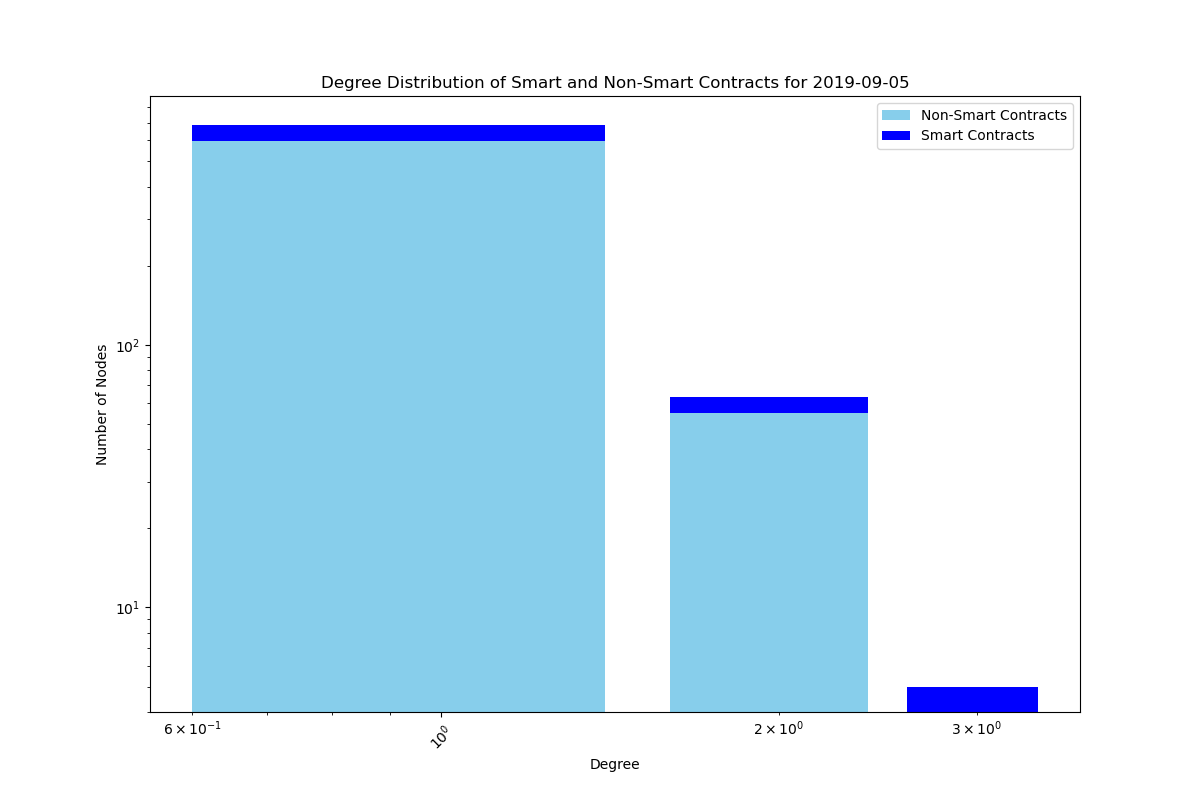 Degree Distribution of Smart and Non-Smart Contracts for 2019-09-05
Non-Smart Contracts
Smart Contracts
Number of Nodes
10²
10¹
6 × 10⁻¹
10⁰
2 × 10⁰
3 × 10⁰
Degree